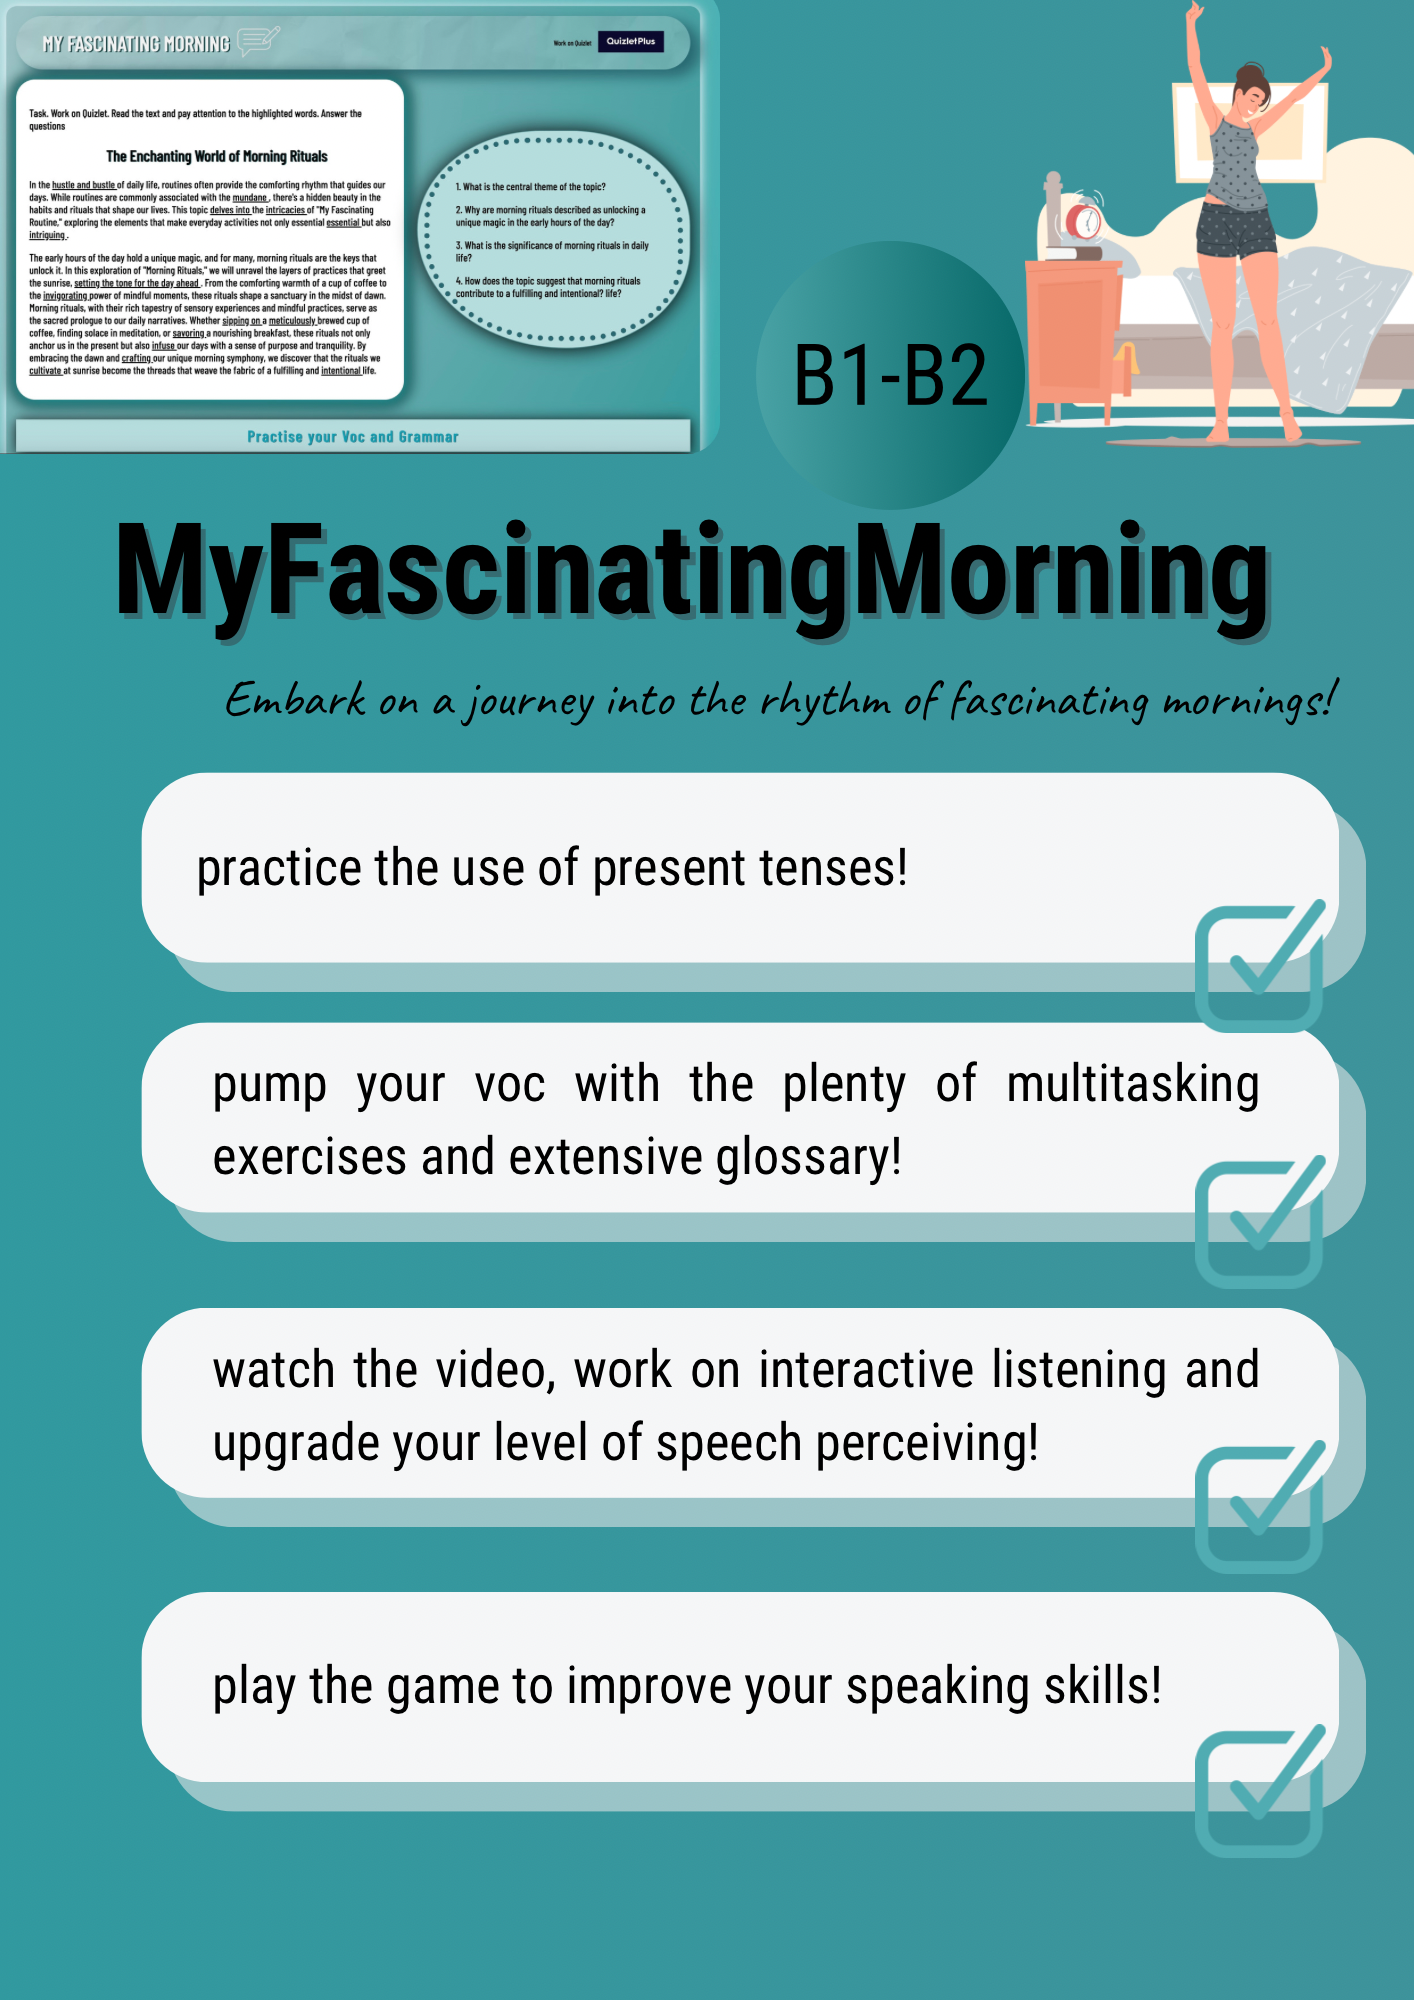 MY FASCINATING MORNING
Work on Quizlet
QuizletPlus
Task. Work on Quizlet. Read the text and pay attention to the highlighted words. Answer the
questions
The Enchanting World of Morning Rituals
In the hustle and bustle of daily life, routines often provide the comforting rhythm that guides our
days. While routines are commonly associated with the mundane , there's a hidden beauty in the
habits and rituals that shape our lives. This topic delves into the intricacies of "My Fascinating
Routine," exploring the elements that make everyday activities not only essential but also
intriguing .
The early hours of the day hold a unique magic, and for many, morning rituals are the keys that
unlock it. In this exploration of "Morning Rituals," we will unravel the layers of practices that greet
the sunrise, setting the tone for the day ahead . From the comforting warmth of a cup of coffee to
the invigorating power of mindful moments, these rituals shape a sanctuary in the midst of dawn.
Morning rituals, with their rich tapestry of sensory experiences and mindful practices, serve as
the sacred prologue to our daily narratives. Whether sipping on a meticulously brewed cup of
coffee, finding solace in meditation, or savoring a nourishing breakfast, these rituals not only
anchor us in the present but also infuse our days with a sense of purpose and tranquility. By
embracing the dawn and crafting our unique morning symphony, we discover that the rituals we
cultivate at sunrise become the threads that weave the fabric of a fulfilling and intentional life.
1. What is the central theme of the topic?
2. Why are morning rituals described as unlocking a
unique magic in the early hours of the day?
3. What is the significance of morning rituals in daily
life?
4. How does the topic suggest that morning rituals
contribute to a fulfilling and intentional? life?
Practise your Voc and Grammar
B1-B2
MyFascinatingMorning
Embark on a journey into the rhythm of fascinating mornings!
practice the use of present tenses!
pump your voc with the plenty of multitasking
exercises and extensive glossary!
watch the video, work on interactive listening and
upgrade your level of speech perceiving!
play the game to improve your speaking skills!